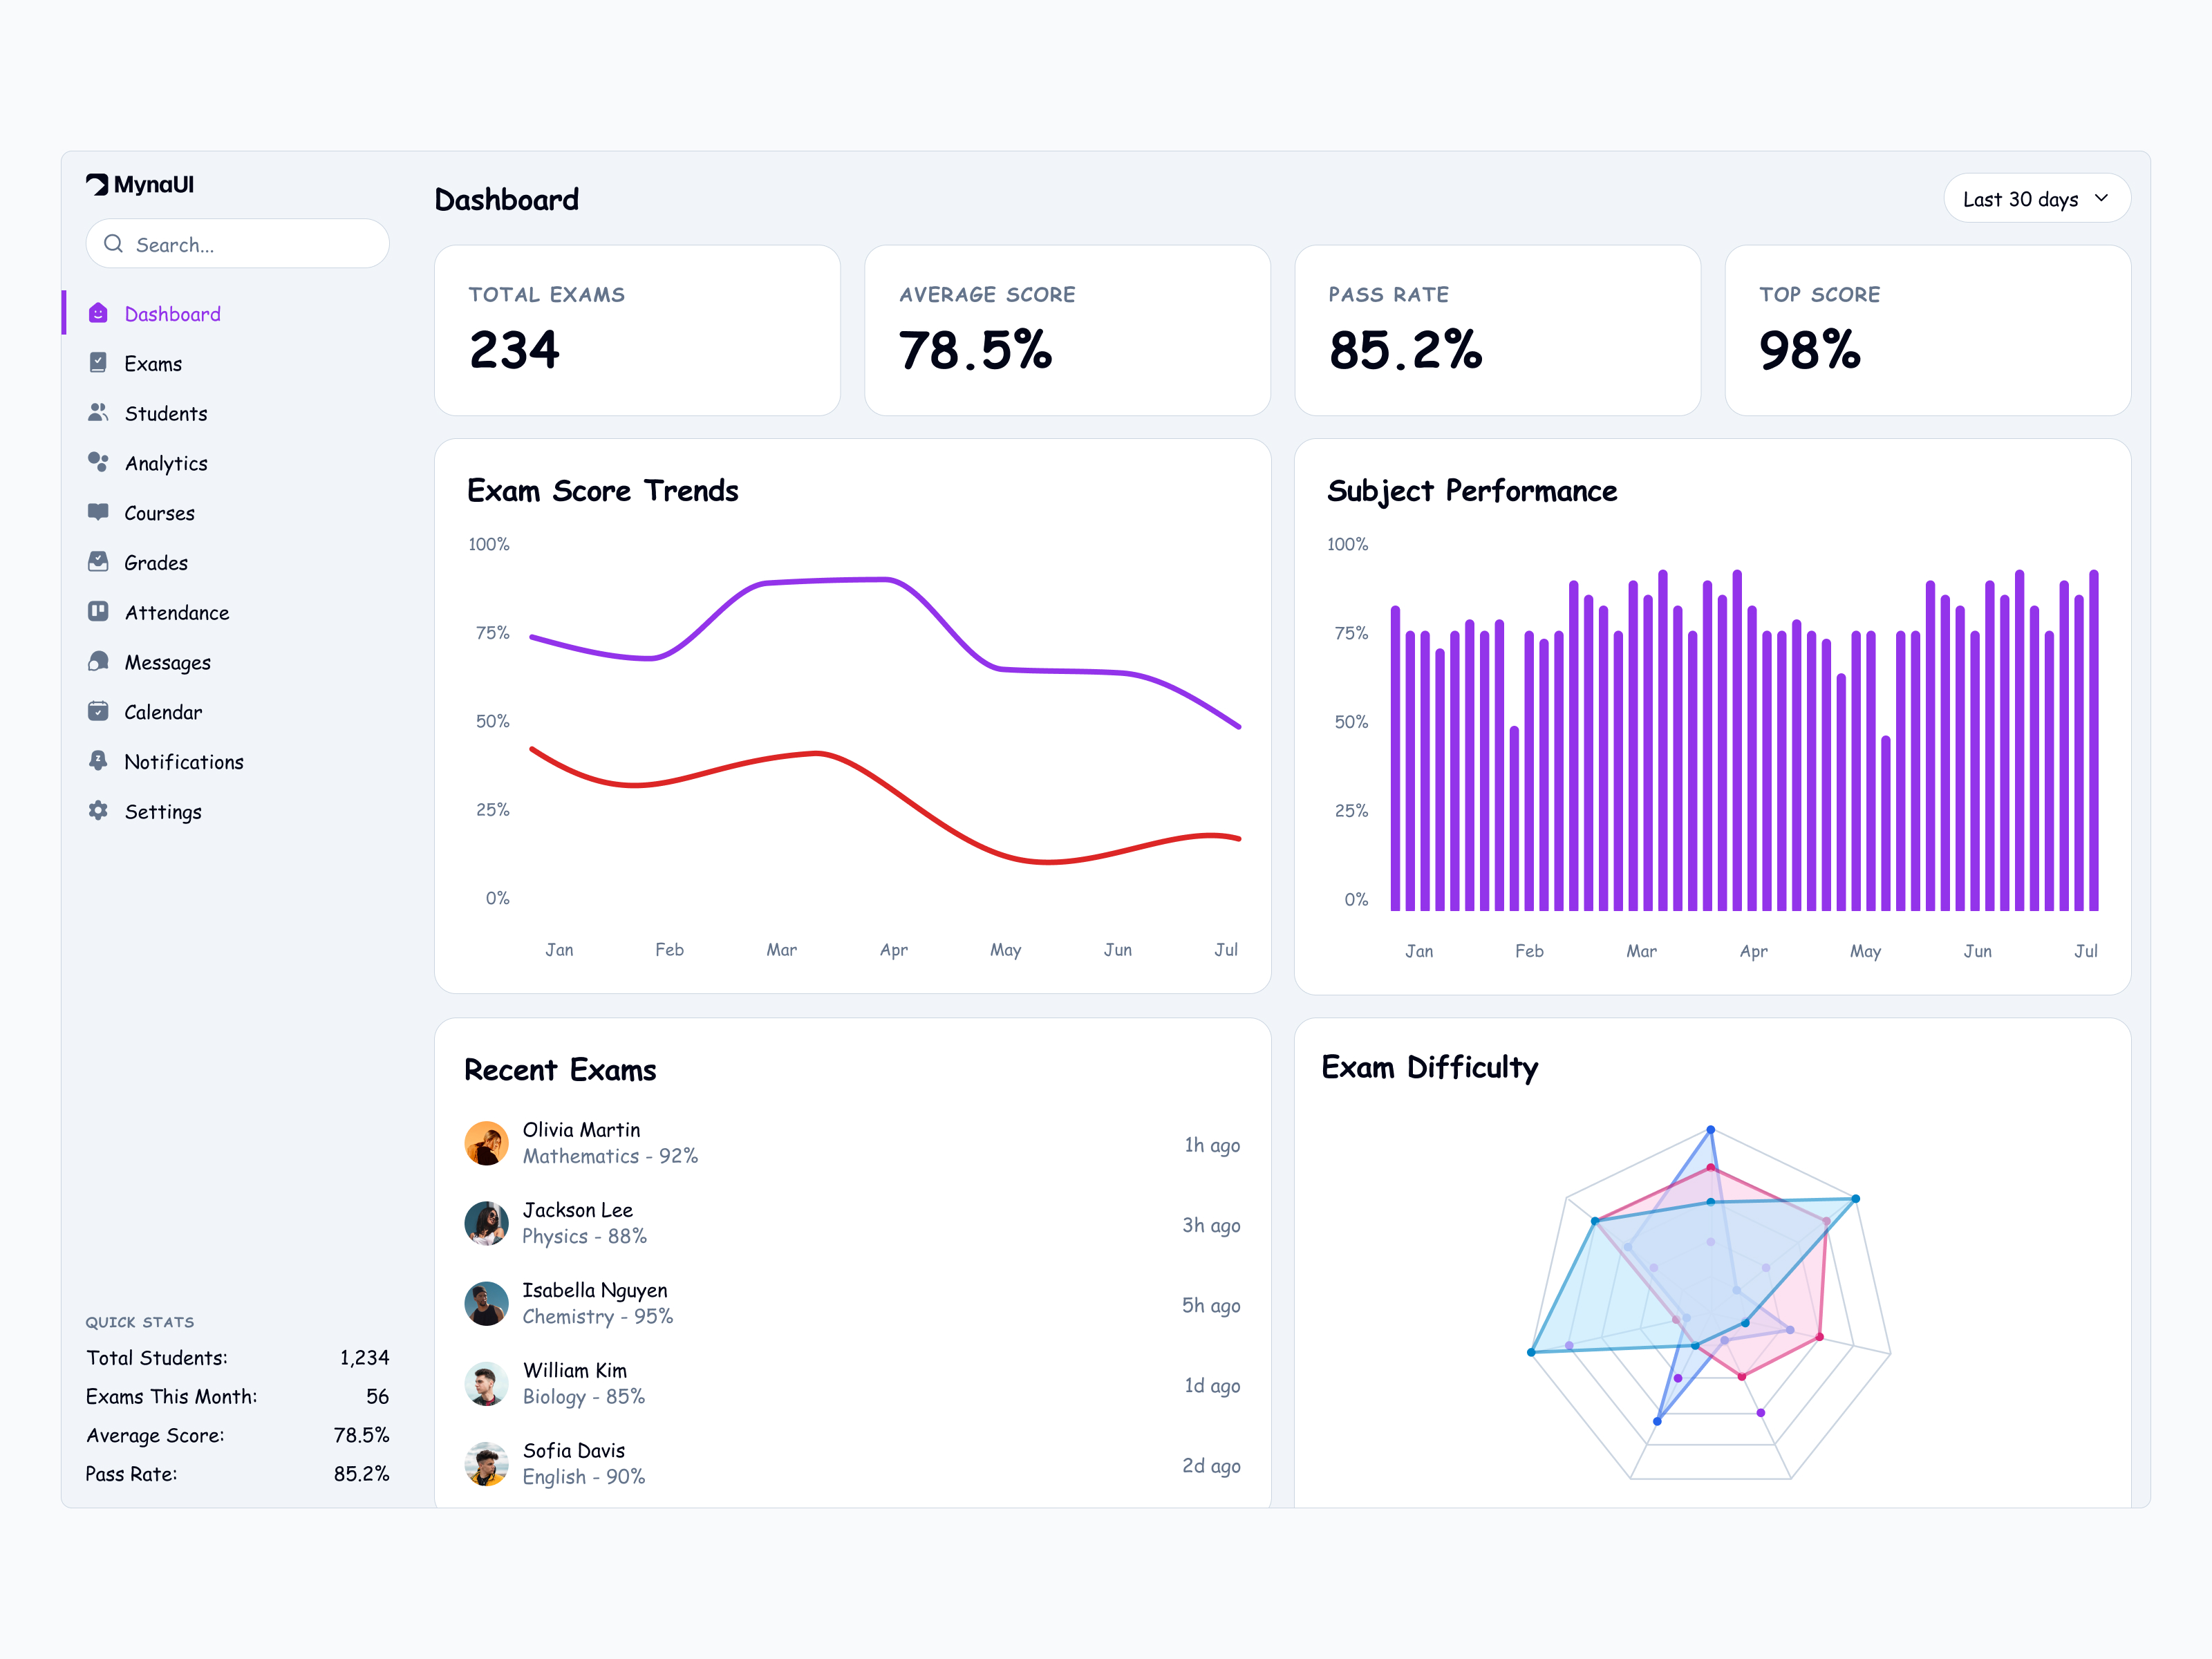 MynaUI
Search...
Dashboard
Exams
Students
Analytics
Courses
Grades
Attendance
Messages
Calendar
Notifications
Settings
QUICK STATS
Total Students: 1,234
Exams This Month: 56
Average Score: 78.5%
Pass Rate: 85.2%
Dashboard
Last 30 days
TOTAL EXAMS
234
AVERAGE SCORE
78.5%
PASS RATE
85.2%
TOP SCORE
98%
Exam Score Trends
100%
75%
50%
25%
0%
Jan Feb Mar Apr May Jun Jul
Subject Performance
100%
75%
50%
25%
0%
Jan Feb Mar Apr May Jun Jul
Recent Exams
Olivia Martin
Mathematics - 92%
1h ago
Jackson Lee
Physics - 88%
3h ago
Isabella Nguyen
Chemistry - 95%
5h ago
William Kim
Biology - 85%
1d ago
Sofia Davis
English - 90%
2d ago
Exam Difficulty